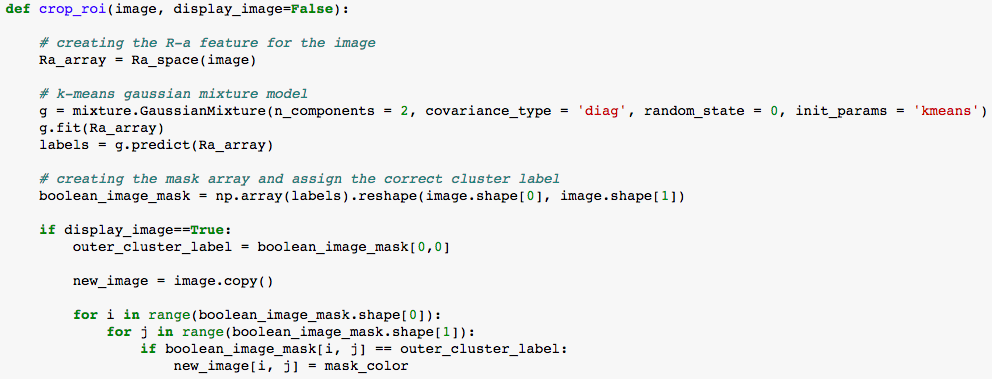 def crop_roi(image, display_image=False):
    # creating the R-a feature for the image
    Ra_array = Ra_space(image)
    # k-means gaussian mixture model
    g = mixture.GaussianMixture(n_components = 2, covariance_type = 'diag', random_state = 0, init_params = 'kmeans')
    g.fit(Ra_array)
    labels = g.predict(Ra_array)
    # creating the mask array and assign the correct cluster label
    boolean_image_mask = np.array(labels).reshape(image.shape[0], image.shape[1])
    if display_image==True:
        outer_cluster_label = boolean_image_mask[0,0]
        new_image = image.copy()
        for i in range(boolean_image_mask.shape[0]):
            for j in range(boolean_image_mask.shape[1]):
                if boolean_image_mask[i, j] == outer_cluster_label:
                    new_image[i, j] = mask_color